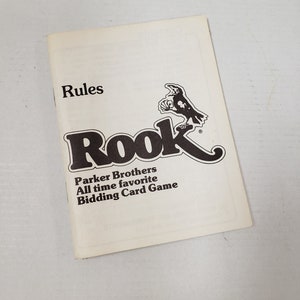 Rules
Rook®
Parker Brothers
All time favorite
Bidding Card Game